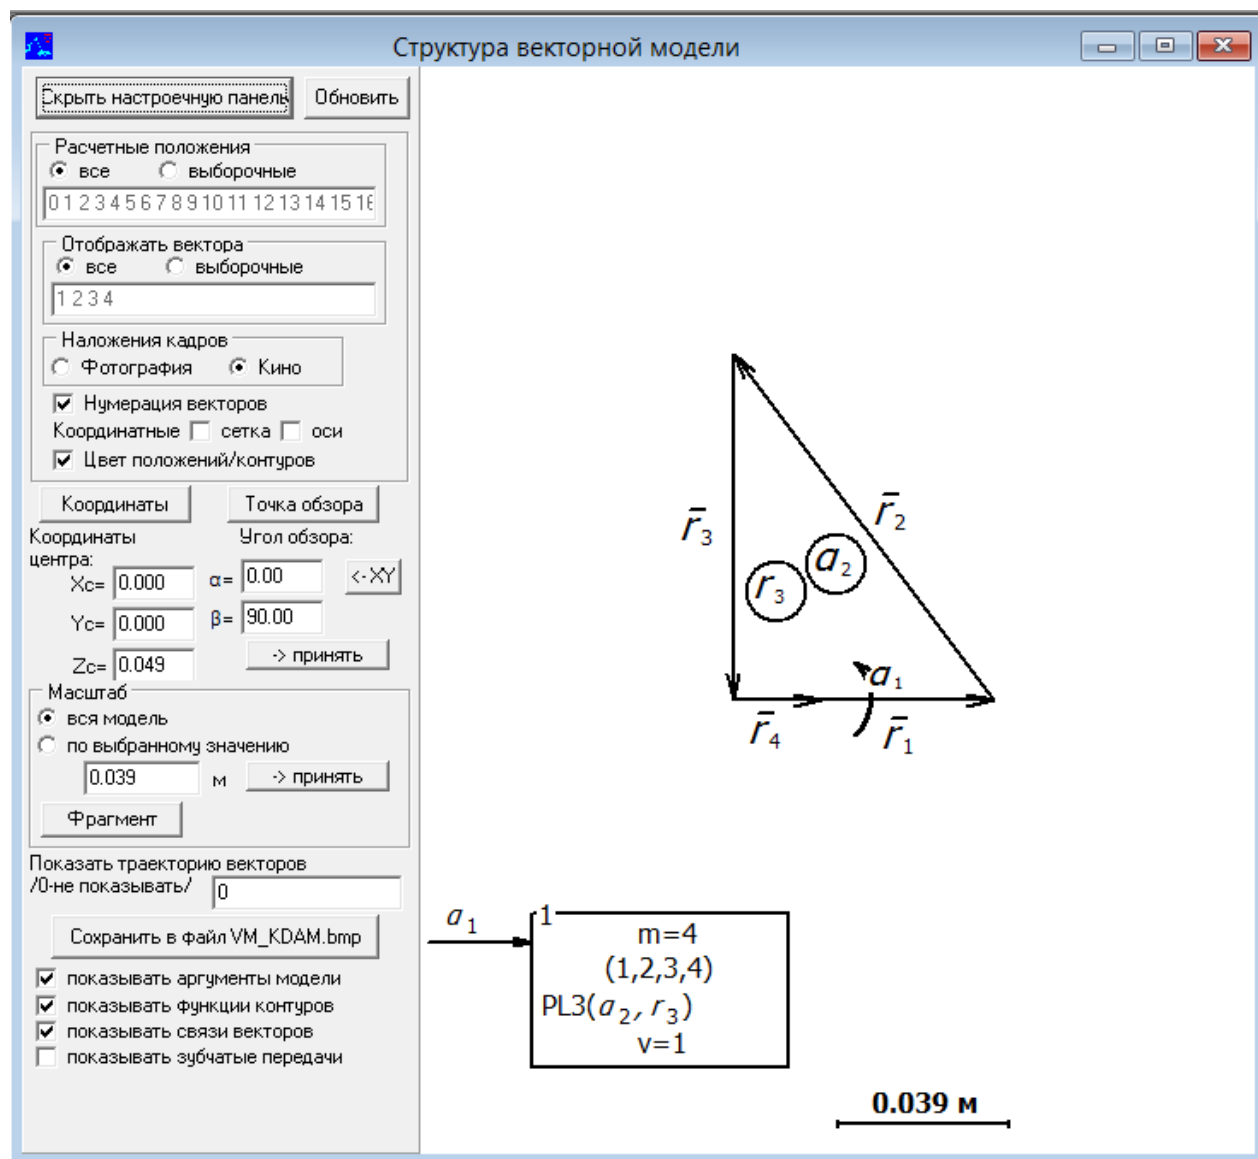 Структура векторной модели
Скрыть настроечную панель
Обновить
Расчетные положения
все
выборочные
0 1 2 3 4 5 6 7 8 9 10 11 12 13 14 15 16
Отображать вектора
все
выборочные
1 2 3 4
Наложения кадров
Фотография
Кино
Нумерация векторов
Координатные
сетка
оси
Цвет положений/контуров
Координаты
Точка обзора
Координаты центра:
Угол обзора:
Xc= 0.000
α= 0.00
<-XY
Yc= 0.000
β= 90.00
Zc= 0.049
-> принять
Масштаб
вся модель
по выбранному значению
0.039 м
-> принять
Фрагмент
Показать траекторию векторов
/0-не показывать/ 0
Сохранить в файл VM_KDAM.bmp
показывать аргументы модели
показывать функции контуров
показывать связи векторов
показывать зубчатые передачи
r̄₃
r̄₂
a₂
r₃
a₁
r̄₄
r̄₁
a₁
1
m=4
(1,2,3,4)
PL3(a₂, r₃)
v=1
0.039 м